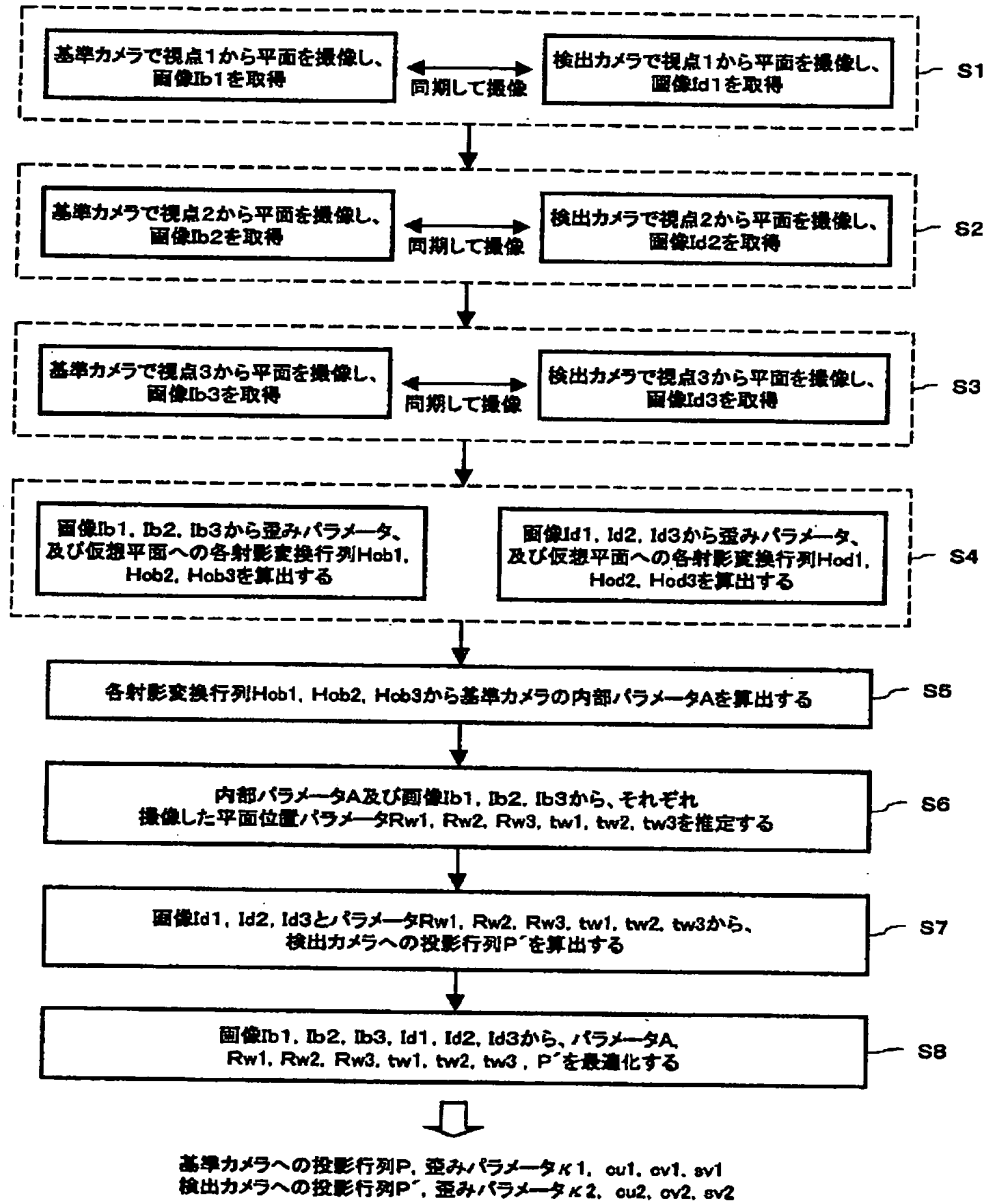 基準カメラで視点1から平面を撮像し、
画像Ib1を取得
同期して撮像
検出カメラで視点1から平面を撮像し、
画像Id1を取得
S1
基準カメラで視点2から平面を撮像し、
画像Ib2を取得
同期して撮像
検出カメラで視点2から平面を撮像し、
画像Id2を取得
S2
基準カメラで視点3から平面を撮像し、
画像Ib3を取得
同期して撮像
検出カメラで視点3から平面を撮像し、
画像Id3を取得
S3
画像Ib1, Ib2, Ib3から歪みパラメータ、
及び仮想平面への各射影変換行列Hob1,
Hob2, Hob3を算出する
画像Id1, Id2, Id3から歪みパラメータ、
及び仮想平面への各射影変換行列Hod1,
Hod2, Hod3を算出する
S4
各射影変換行列Hob1, Hob2, Hob3から基準カメラの内部パラメータAを算出する
S5
内部パラメータA及び画像Ib1, Ib2, Ib3から、それぞれ
撮像した平面位置パラメータRw1, Rw2, Rw3, tw1, tw2, tw3を推定する
S6
画像Id1, Id2, Id3とパラメータRw1, Rw2, Rw3, tw1, tw2, tw3から、
検出カメラへの投影行列P´を算出する
S7
画像Ib1, Ib2, Ib3, Id1, Id2, Id3から、パラメータA,
Rw1, Rw2, Rw3, tw1, tw2, tw3 , P´を最適化する
S8
基準カメラへの投影行列P, 歪みパラメータκ1, cu1, cv1, sv1
検出カメラへの投影行列P´, 歪みパラメータκ2, cu2, cv2, sv2